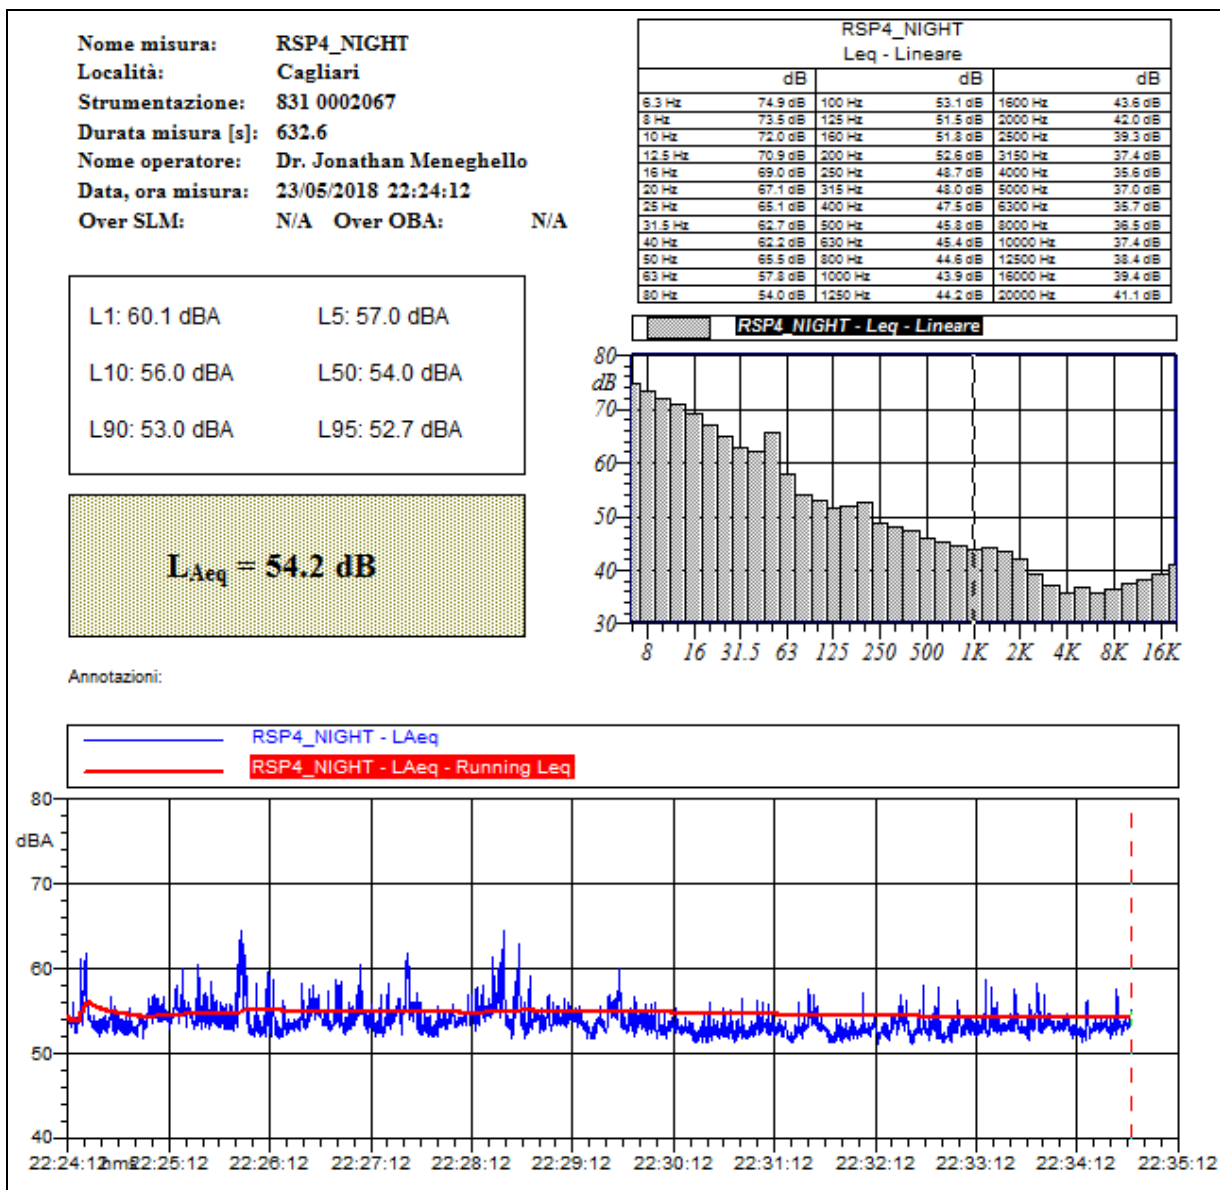 Nome misura: RSP4_NIGHT
Località: Cagliari
Strumentazione: 831 0002067
Durata misura [s]: 632.6
Nome operatore: Dr. Jonathan Meneghello
Data, ora misura: 23/05/2018 22:24:12
Over SLM: N/A Over OBA: N/A
RSP4_NIGHT
Leq - Lineare
dB dB dB
6.3 Hz 74.9 dB 100 Hz 53.1 dB 1600 Hz 43.6 dB
8 Hz 73.5 dB 125 Hz 51.5 dB 2000 Hz 42.0 dB
10 Hz 72.0 dB 160 Hz 51.8 dB 2500 Hz 39.3 dB
12.5 Hz 70.9 dB 200 Hz 52.6 dB 3150 Hz 37.4 dB
16 Hz 69.0 dB 250 Hz 48.7 dB 4000 Hz 35.6 dB
20 Hz 67.1 dB 315 Hz 48.0 dB 5000 Hz 37.0 dB
25 Hz 65.1 dB 400 Hz 47.5 dB 6300 Hz 35.7 dB
31.5 Hz 62.7 dB 500 Hz 45.8 dB 8000 Hz 36.5 dB
40 Hz 62.2 dB 630 Hz 45.4 dB 10000 Hz 37.4 dB
50 Hz 65.5 dB 800 Hz 44.6 dB 12500 Hz 38.4 dB
63 Hz 57.8 dB 1000 Hz 43.9 dB 16000 Hz 39.4 dB
80 Hz 54.0 dB 1250 Hz 44.2 dB 20000 Hz 41.1 dB
L1: 60.1 dBA L5: 57.0 dBA
L10: 56.0 dBA L50: 54.0 dBA
L90: 53.0 dBA L95: 52.7 dBA
LAeq = 54.2 dB
RSP4_NIGHT - Leq - Lineare
80
dB
70
60
50
40
30
8 16 31.5 63 125 250 500 1K 2K 4K 8K 16K
Annotazioni:
RSP4_NIGHT - LAeq
RSP4_NIGHT - LAeq - Running Leq
80
dBA
70
60
50
40
22:24:12 hms 22:25:12 22:26:12 22:27:12 22:28:12 22:29:12 22:30:12 22:31:12 22:32:12 22:33:12 22:34:12 22:35:12